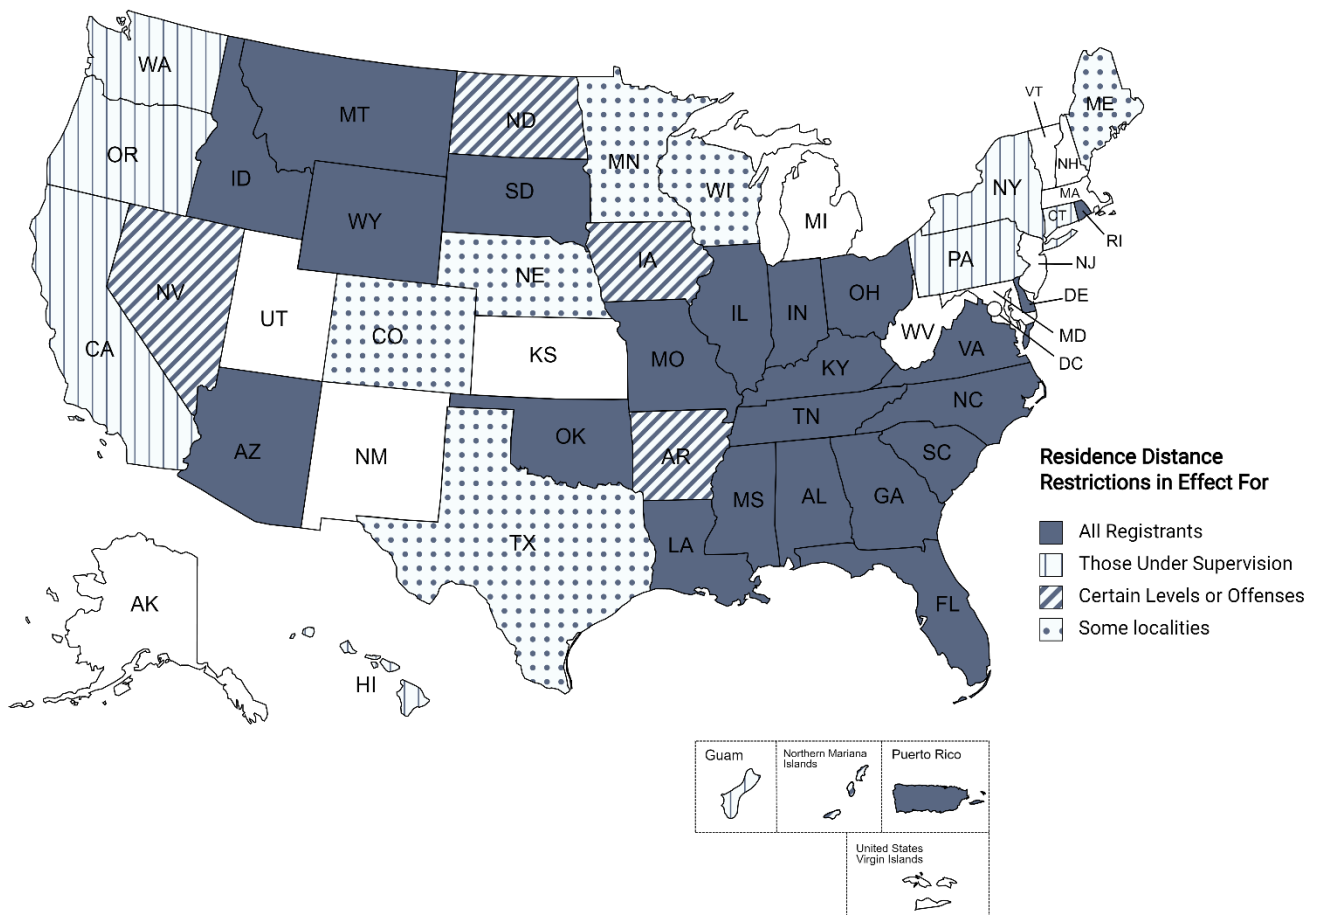 WA
MT
ND
MN
VT
ME
OR
ID
SD
WI
NY
NH
MA
CT
WY
MI
RI
PA
NJ
NE
IA
NV
DE
UT
CO
IL
IN
OH
MD
WV
CA
KS
MO
KY
VA
DC
NC
TN
AZ
OK
NM
AR
SC
MS
AL
GA
TX
LA
FL
AK
HI
Residence Distance
Restrictions in Effect For
All Registrants
Those Under Supervision
Certain Levels or Offenses
Some localities
Guam
Northern Mariana
Islands
Puerto Rico
United States
Virgin Islands